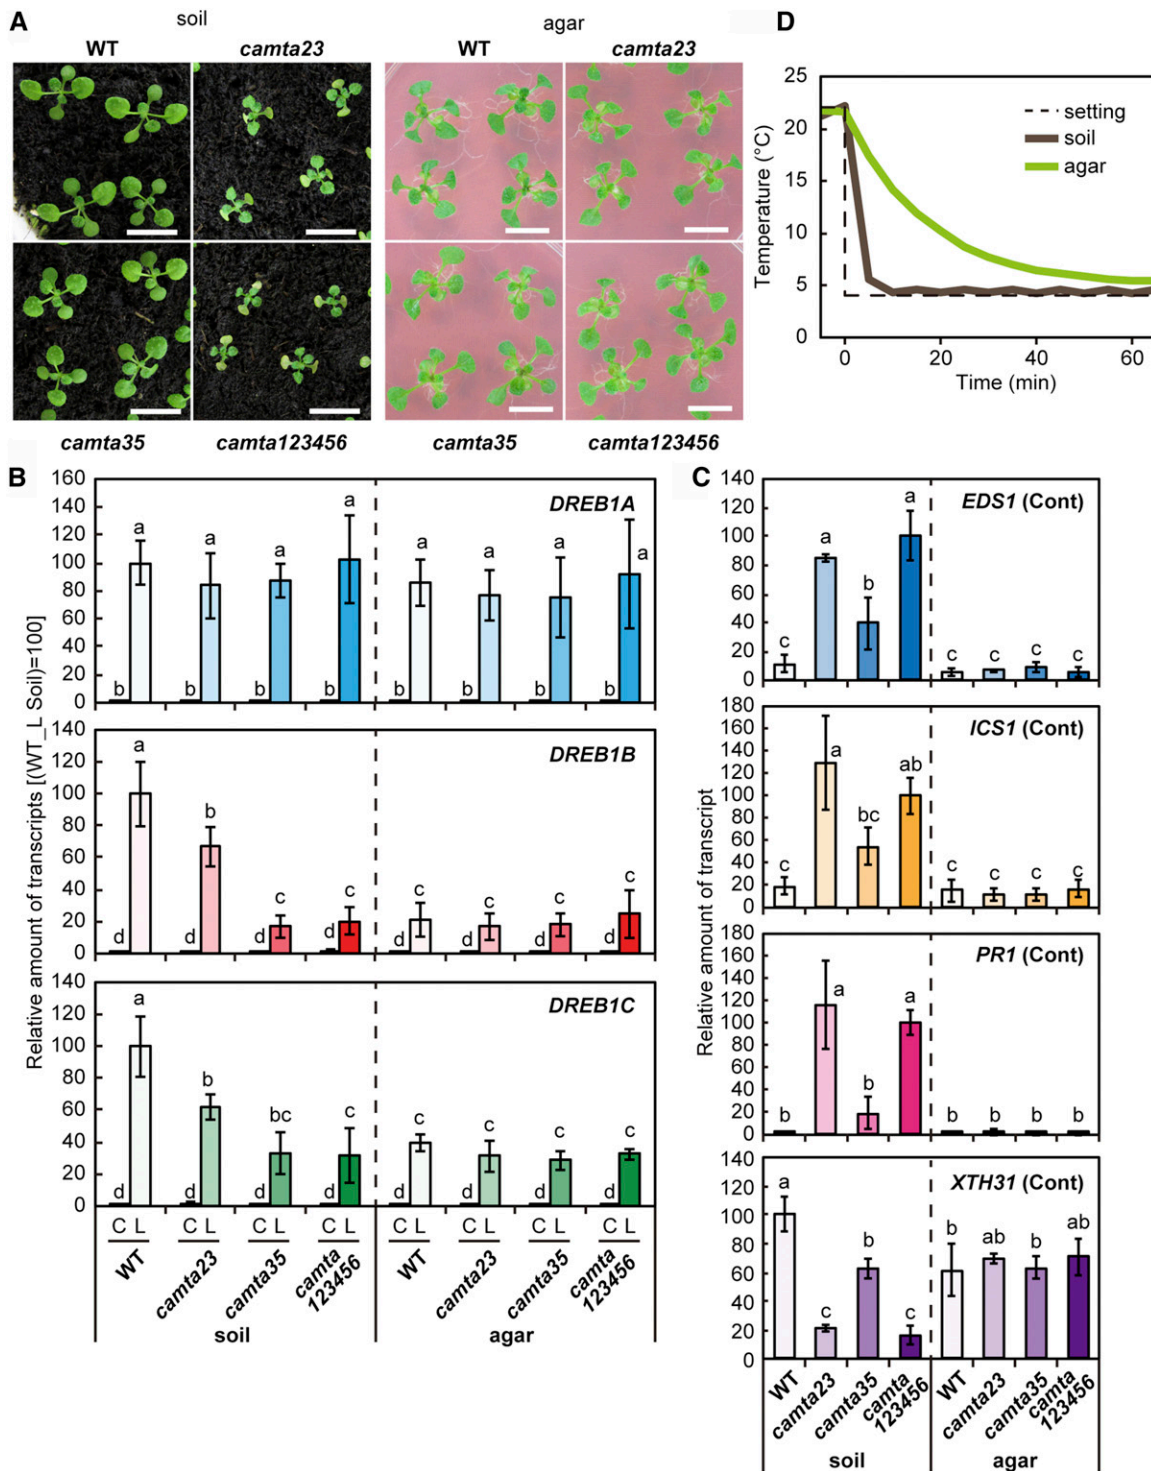 A
soil
agar
WT
camta23
WT
camta23
camta35
camta123456
camta35
camta123456
D
25
20
15
10
5
0
Temperature (°C)
setting
soil
agar
0
20
40
60
Time (min)
B
Relative amount of transcripts [(WT_L Soil)=100]
160
140
120
100
80
60
40
20
0
DREB1A
b a b a b a b a b a b a b a b a
140
120
100
80
60
40
20
0
DREB1B
d a d b d c d c d c d c d c d c
140
120
100
80
60
40
20
0
DREB1C
d a d b d bc d c d c d c d c d c
C L C L C L C L C L C L C L C L
WT
camta23
camta35
camta
123456
WT
camta23
camta35
camta
123456
soil
agar
C
Relative amount of transcript
140
120
100
80
60
40
20
0
EDS1 (Cont)
c a b a c c c c
180
160
140
120
100
80
60
40
20
0
ICS1 (Cont)
c a bc ab c c c c
180
160
140
120
100
80
60
40
20
0
PR1 (Cont)
b a b a b b b b
140
120
100
80
60
40
20
0
XTH31 (Cont)
a c b c b ab b ab
WT
camta23
camta35
camta
123456
WT
camta23
camta35
camta
123456
soil
agar